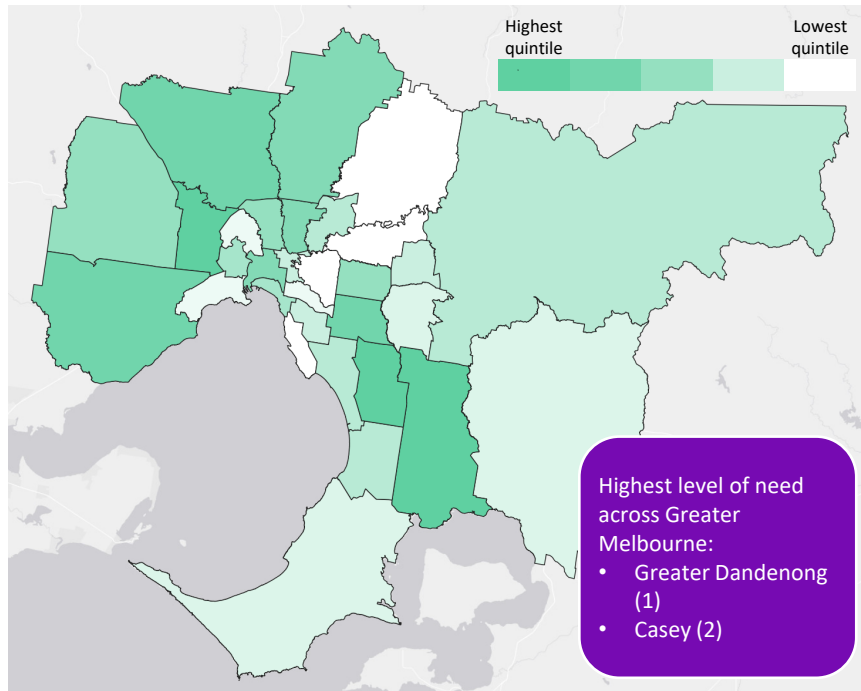 Highest
quintile
Lowest
quintile
Highest level of need
across Greater
Melbourne:
• Greater Dandenong
(1)
• Casey (2)